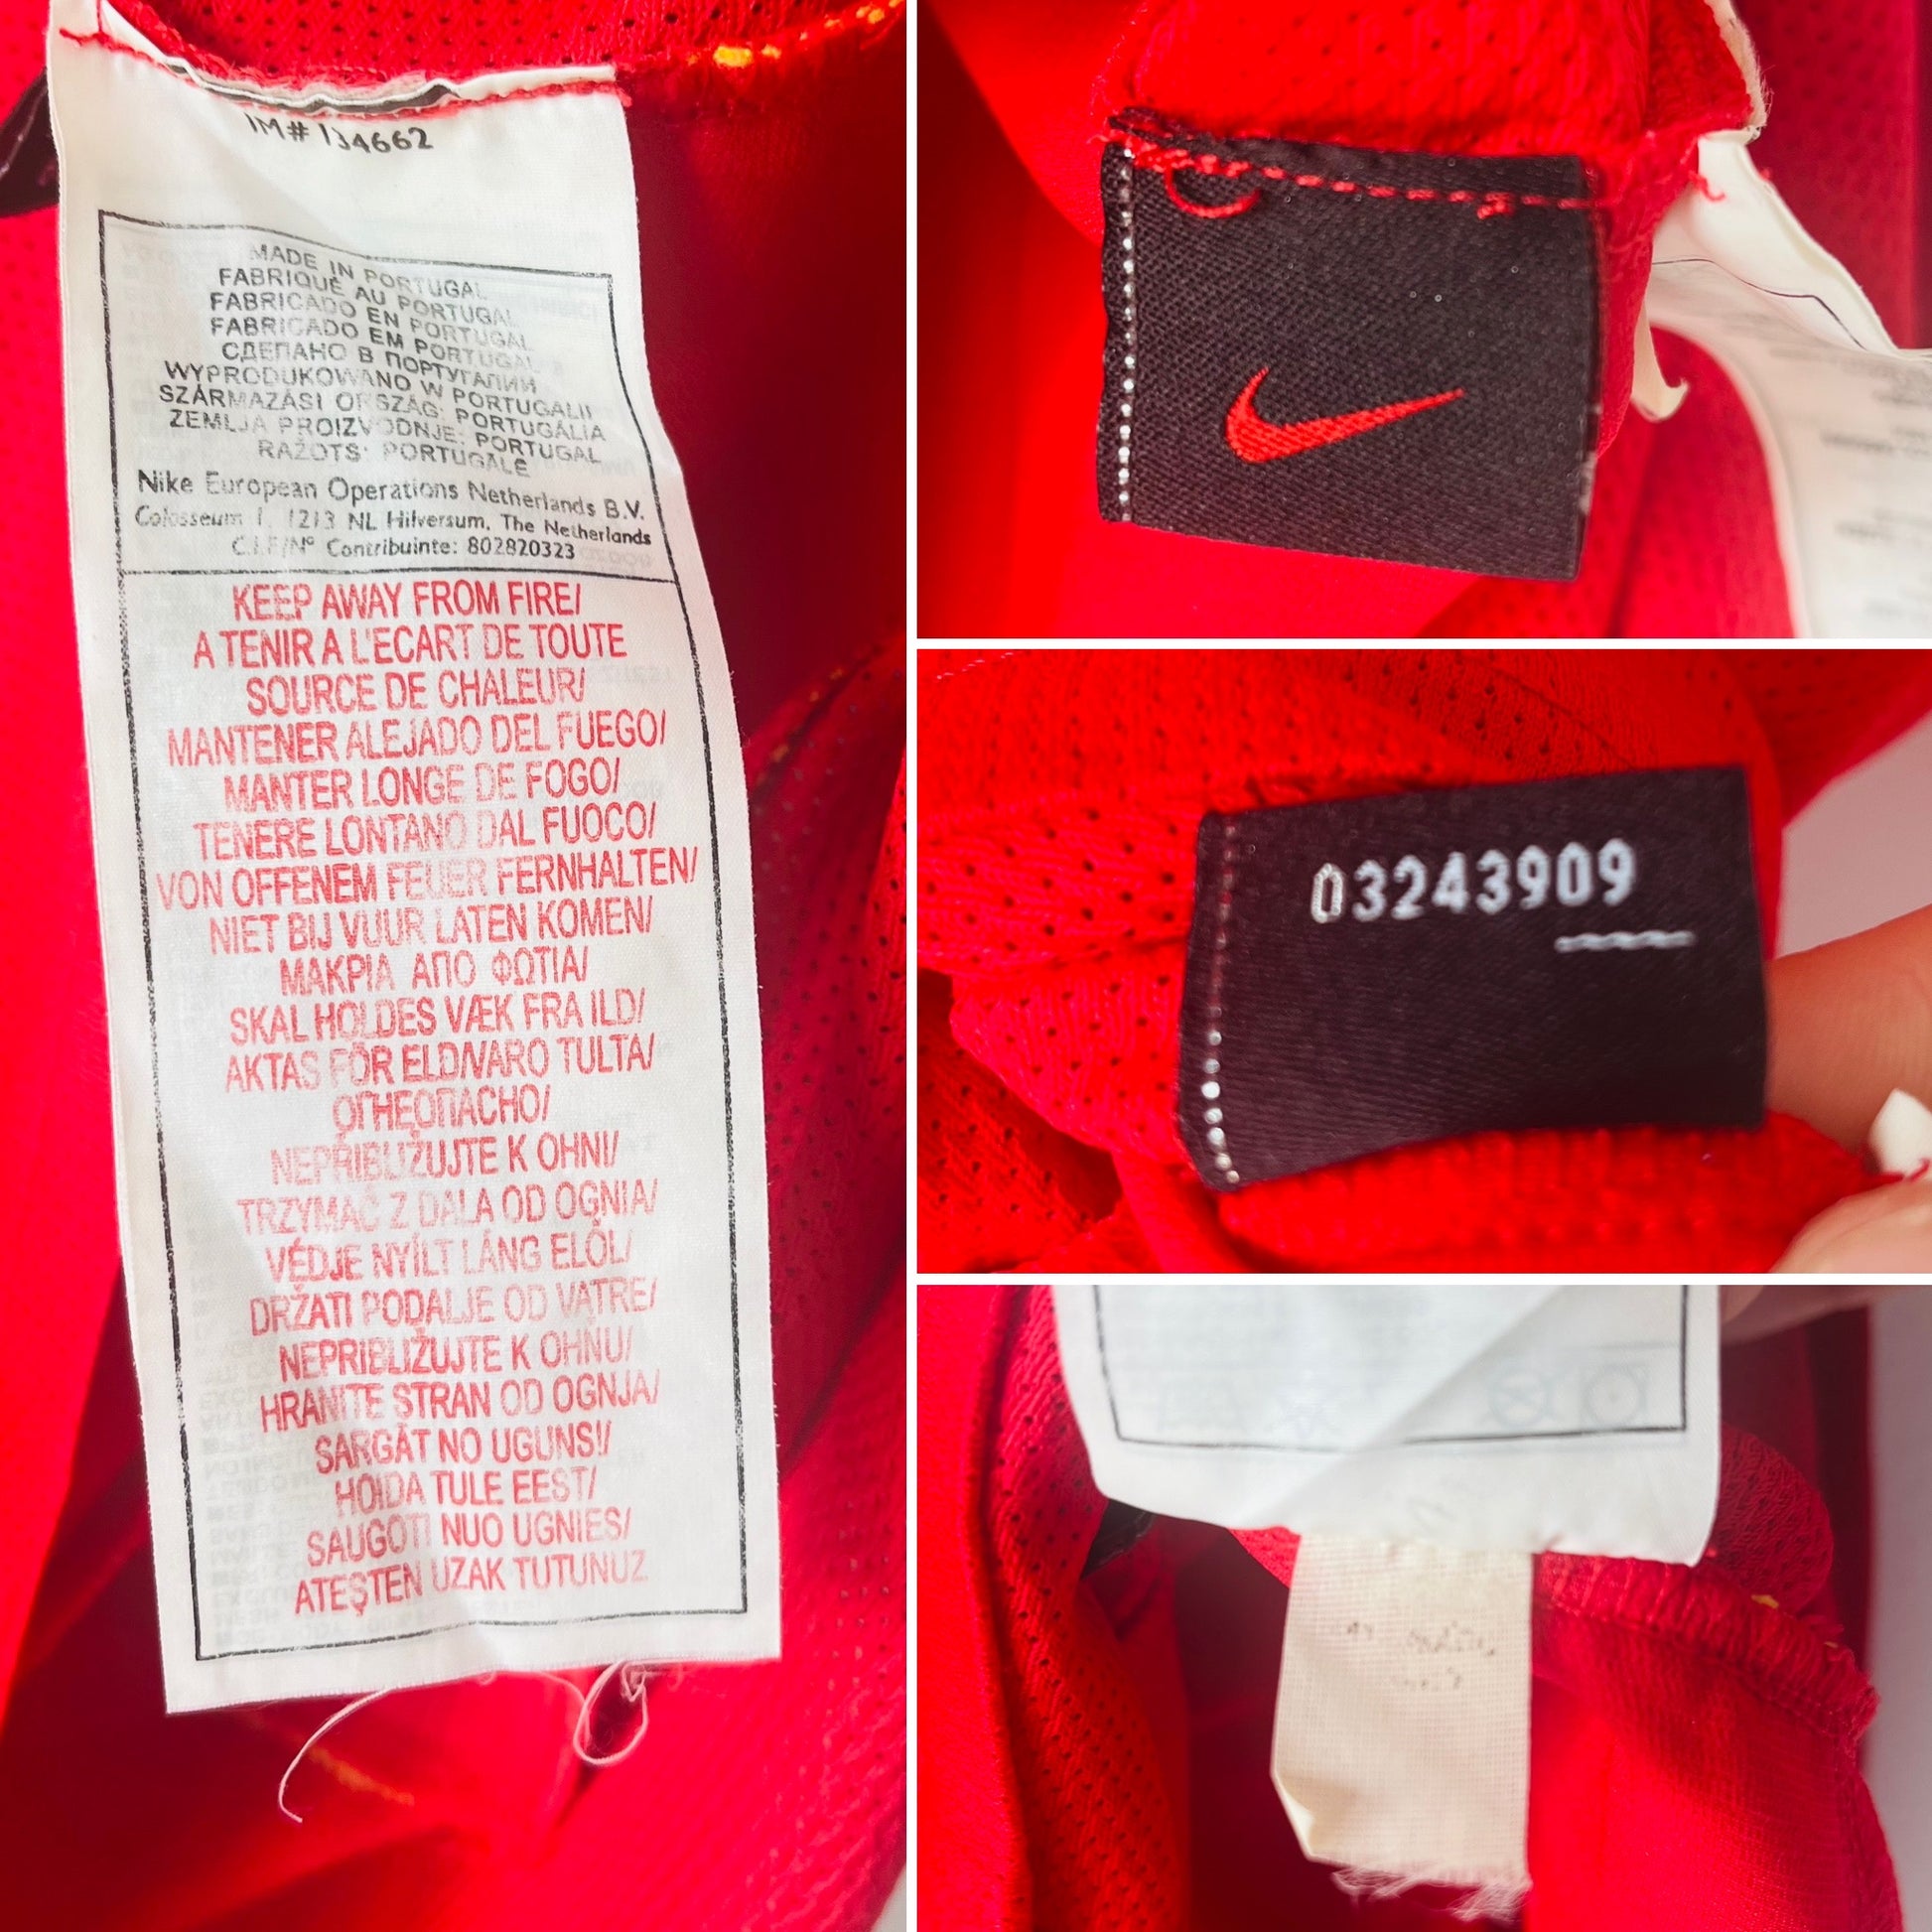 IM# 134662
MADE IN PORTUGAL
FABRIQUÉ AU PORTUGAL
FABRICADO EN PORTUGAL
FABRICADO EM PORTUGAL
СДЕЛАНО В ПОРТУГАЛИИ
WYPRODUKOWANO W PORTUGALII
SZÁRMAZÁSI ORSZÁG: PORTUGÁLIA
ZEMLJA PROIZVODNJE: PORTUGAL
RAŽOTS: PORTUGĀLĒ
Nike European Operations Netherlands B.V.
Colosseum 1, 1213 NL Hilversum, The Netherlands
C.I.F/Nº Contribuinte: 802820323
KEEP AWAY FROM FIRE/
A TENIR A L'ECART DE TOUTE
SOURCE DE CHALEUR/
MANTENER ALEJADO DEL FUEGO/
MANTER LONGE DE FOGO/
TENERE LONTANO DAL FUOCO/
VON OFFENEM FEUER FERNHALTEN/
NIET BIJ VUUR LATEN KOMEN/
ΜΑΚΡΙΑ ΑΠΟ ΦΩΤΙΑ/
SKAL HOLDES VÆK FRA ILD/
AKTAS FÖR ELD/VARO TULTA/
ОГНЕОПАСНО/
NEPŘIBLIŽUJTE K OHNI/
TRZYMAĆ Z DALA OD OGNIA/
VÉDJE NYÍLT LÁNG ELŐL/
DRŽATI PODALJE OD VATRE/
NEPRIBLIŽUJTE K OHŇU/
HRANITE STRAN OD OGNJA/
SARGĀT NO UGUNS!/
HOIDA TULE EEST/
SAUGOTI NUO UGNIES/
ATEŞTEN UZAK TUTUNUZ
03243909